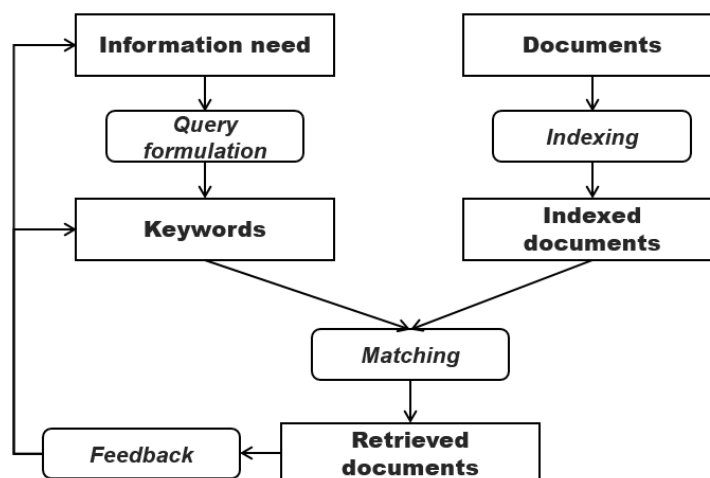 Information need
Documents
Query
formulation
Indexing
Keywords
Indexed
documents
Matching
Feedback
Retrieved
documents